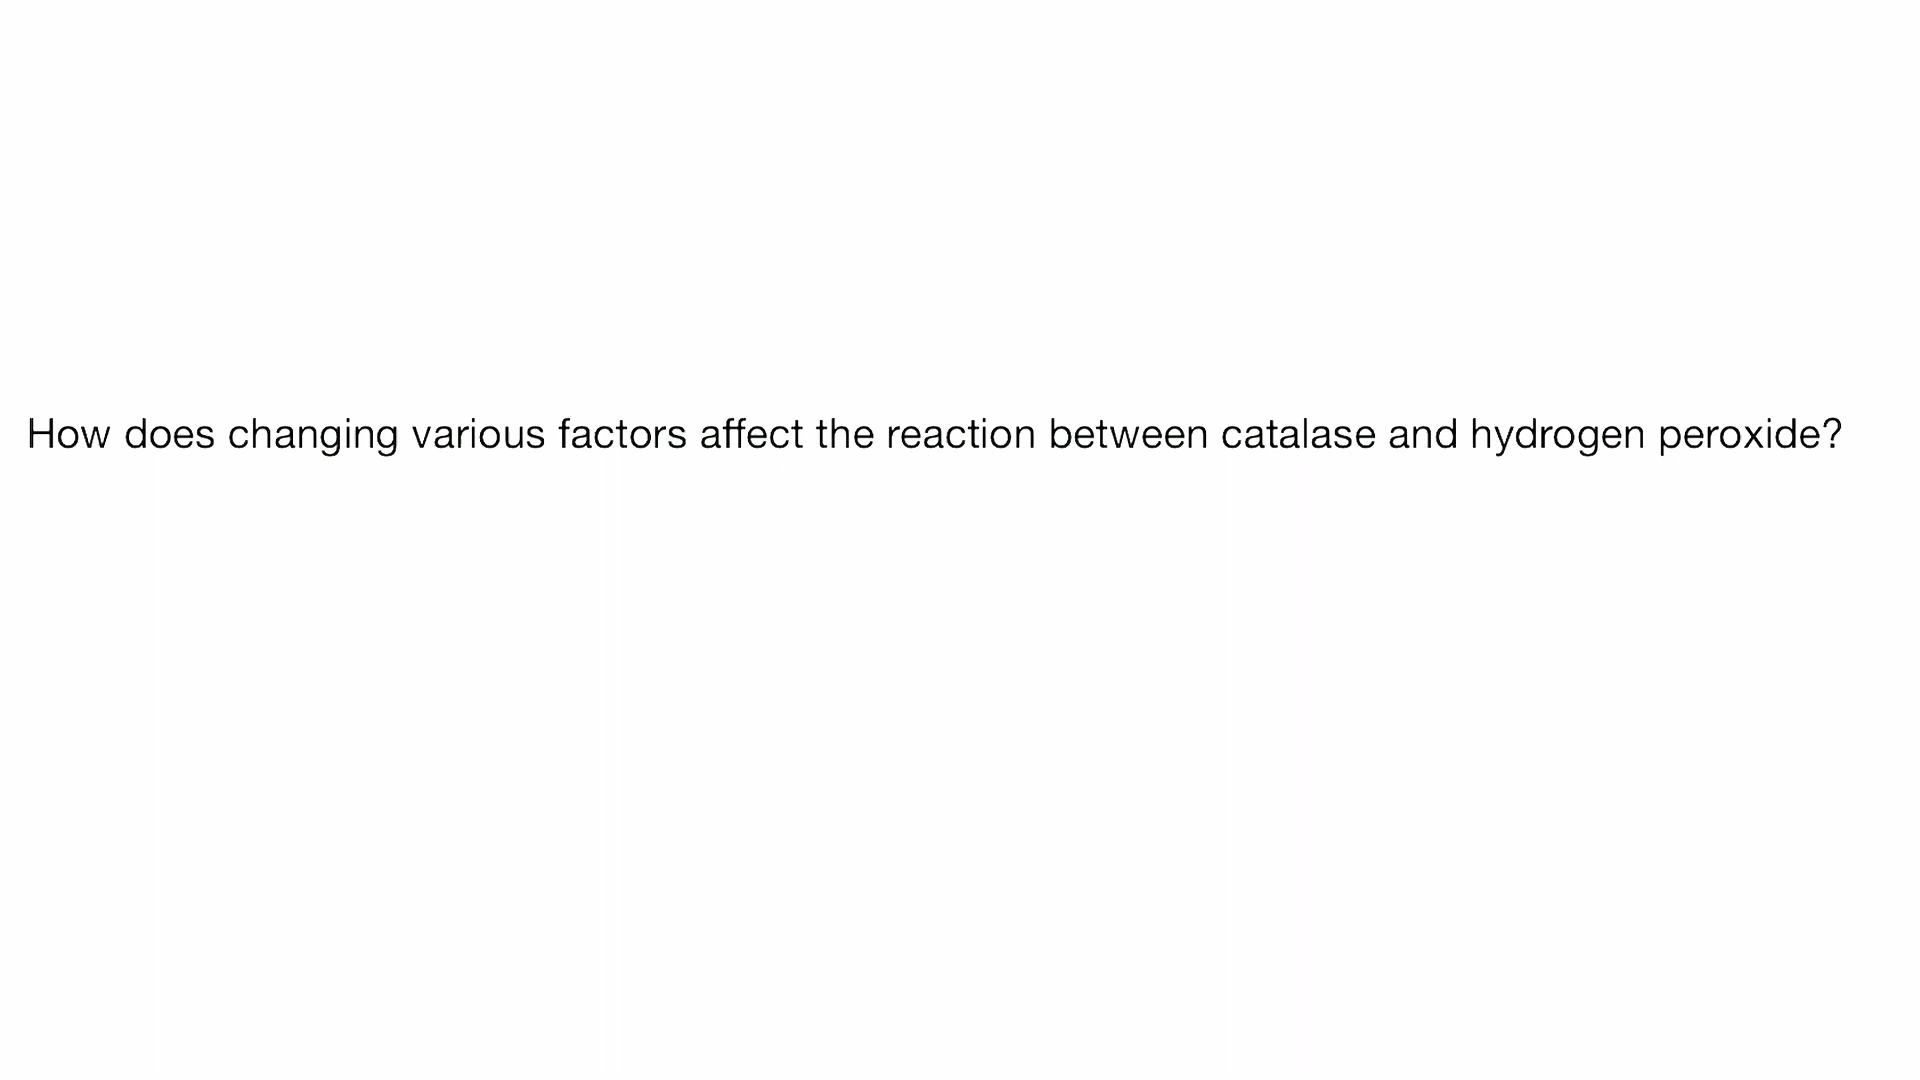 How does changing various factors affect the reaction between catalase and hydrogen peroxide?